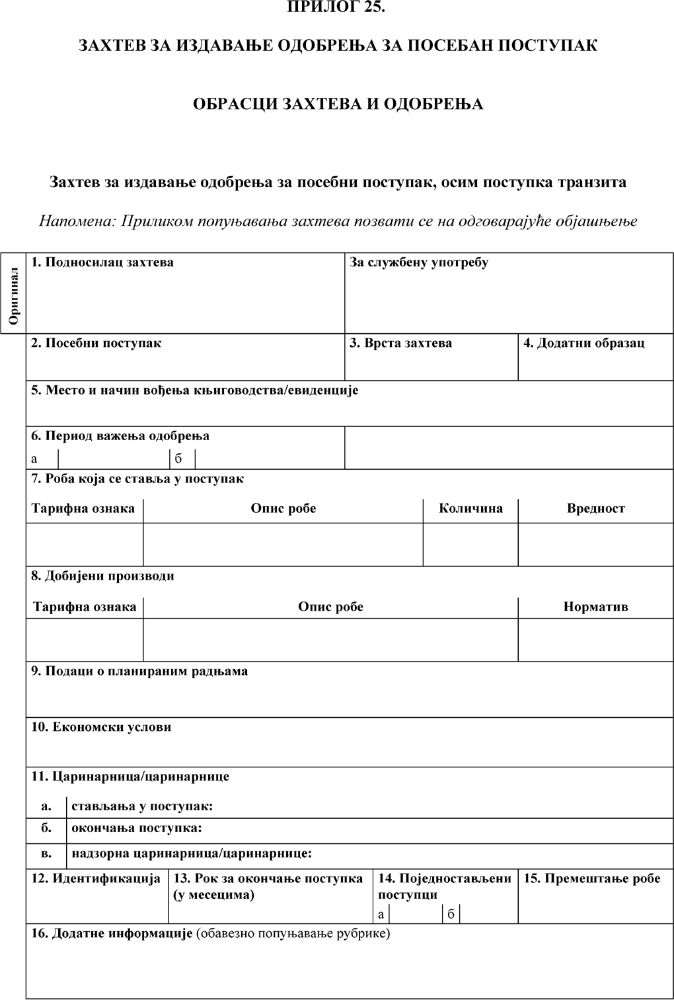 ПРИЛОГ 25.
ЗАХТЕВ ЗА ИЗДАВАЊЕ ОДОБРЕЊА ЗА ПОСЕБАН ПОСТУПАК
ОБРАСЦИ ЗАХТЕВА И ОДОБРЕЊА
Захтев за издавање одобрења за посебни поступак, осим поступка транзита
Напомена: Приликом попуњавања захтева позвати се на одговарајуће објашњење
Оригинал
1. Подносилац захтева
За службену употребу
2. Посебни поступак
3. Врста захтева
4. Додатни образац
5. Место и начин вођења књиговодства/евиденције
6. Период важења одобрења
а
б
7. Роба која се ставља у поступак
Тарифна ознака
Опис робе
Количина
Вредност
8. Добијени производи
Тарифна ознака
Опис робе
Норматив
9. Подаци о планираним радњама
10. Економски услови
11. Царинарница/царинарнице
а. стављања у поступак:
б. окончања поступка:
в. надзорна царинарница/царинарнице:
12. Идентификација
13. Рок за окончање поступка
(у месецима)
14. Поједностављени
поступци
а
б
15. Премештање робе
16. Додатне информације (обавезно попуњавање рубрике)